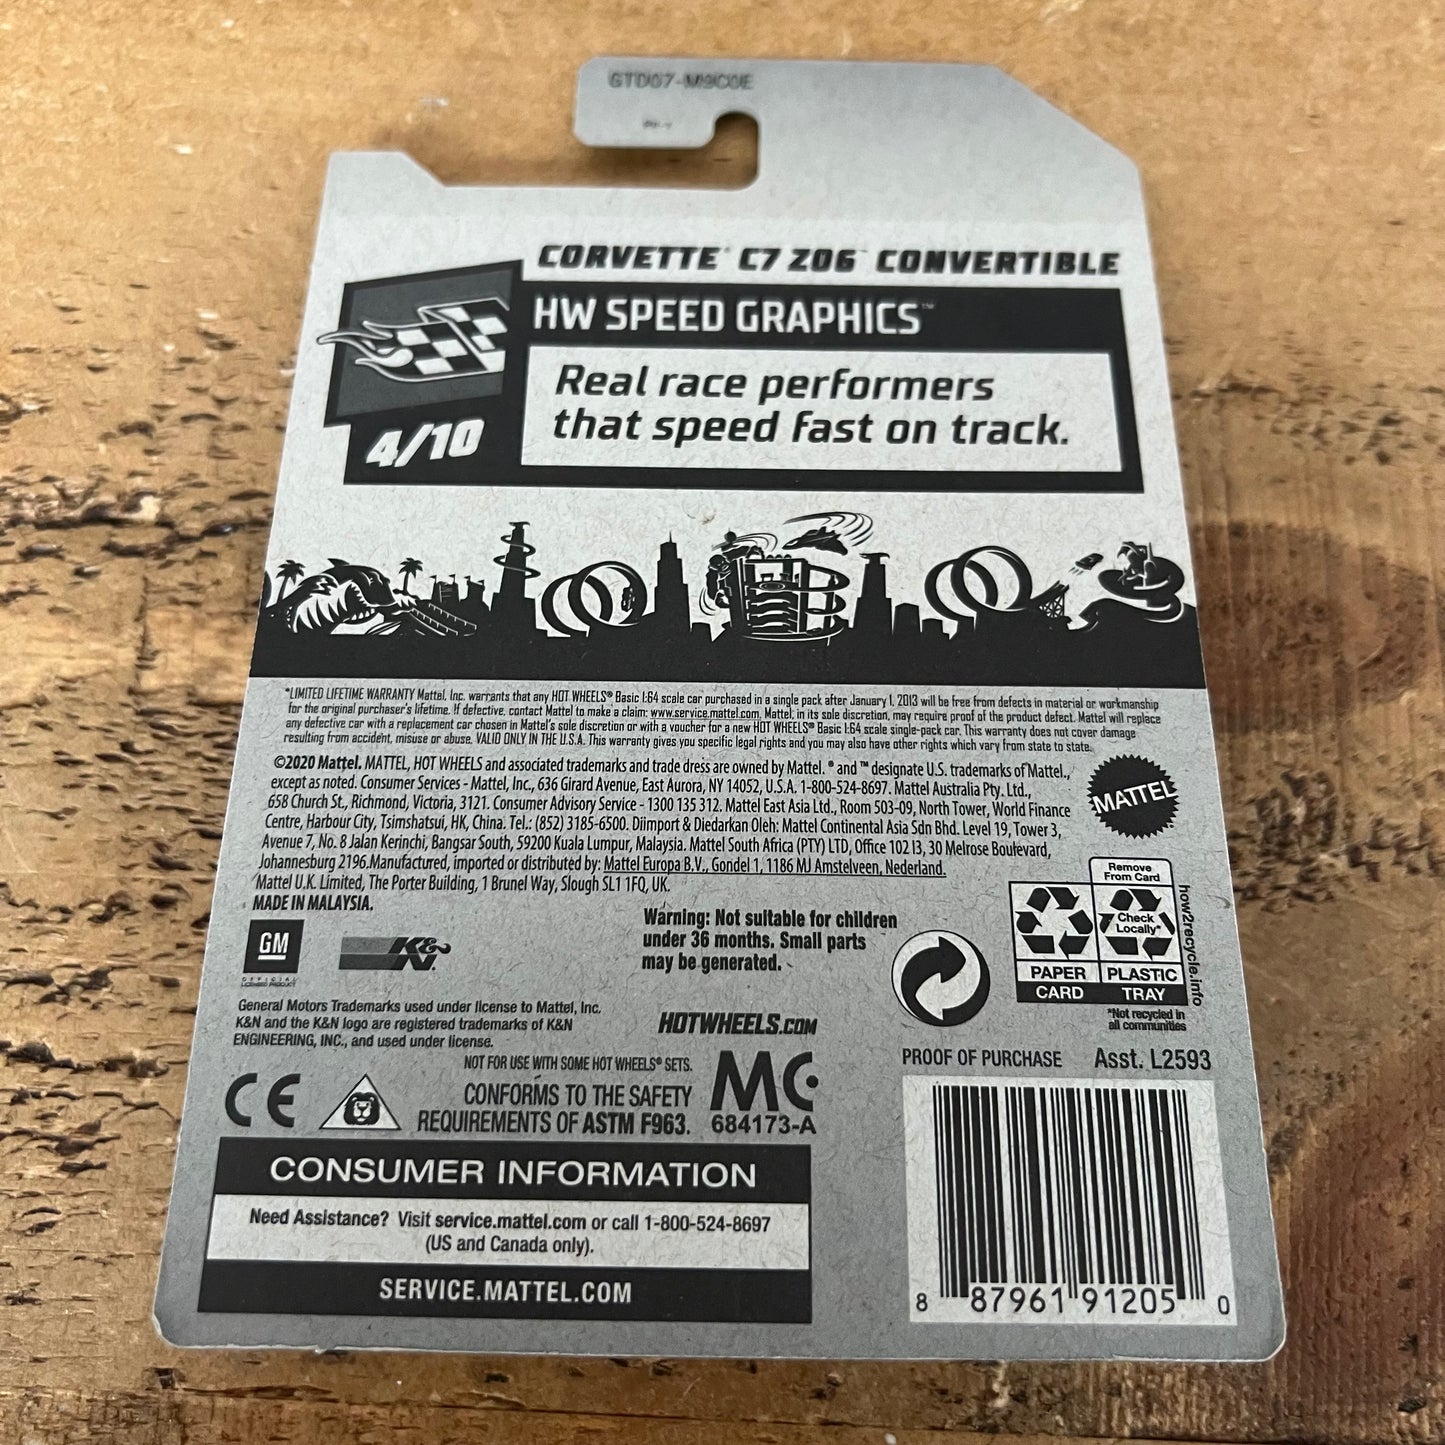 GTD07-M9C0E
CORVETTE® C7 Z06™ CONVERTIBLE
HW SPEED GRAPHICS™
Real race performers
that speed fast on track.
4/10
*LIMITED LIFETIME WARRANTY Mattel, Inc. warrants that any HOT WHEELS® Basic 1:64 scale car purchased in a single pack after January 1, 2013 will be free from defects in material or workmanship
for the original purchaser's lifetime. If defective, contact Mattel to make a claim: www.service.mattel.com. Mattel, in its sole discretion, may require proof of the product defect. Mattel will replace
any defective car with a replacement car chosen in Mattel's sole discretion or with a voucher for a new HOT WHEELS® Basic 1:64 scale single-pack car. This warranty does not cover damage
resulting from accident, misuse or abuse. VALID ONLY IN THE U.S.A. This warranty gives you specific legal rights and you may also have other rights which vary from state to state.
©2020 Mattel. MATTEL, HOT WHEELS and associated trademarks and trade dress are owned by Mattel. ® and ™ designate U.S. trademarks of Mattel.,
except as noted. Consumer Services - Mattel, Inc., 636 Girard Avenue, East Aurora, NY 14052, U.S.A. 1-800-524-8697. Mattel Australia Pty. Ltd.,
658 Church St., Richmond, Victoria, 3121. Consumer Advisory Service - 1300 135 312. Mattel East Asia Ltd., Room 503-09, North Tower, World Finance
Centre, Harbour City, Tsimshatsui, HK, China. Tel.: (852) 3185-6500. Diimport & Diedarkan Oleh: Mattel Continental Asia Sdn Bhd. Level 19, Tower 3,
Avenue 7, No. 8 Jalan Kerinchi, Bangsar South, 59200 Kuala Lumpur, Malaysia. Mattel South Africa (PTY) LTD, Office 102 I3, 30 Melrose Boulevard,
Johannesburg 2196.Manufactured, imported or distributed by: Mattel Europa B.V., Gondel 1, 1186 MJ Amstelveen, Nederland.
Mattel U.K. Limited, The Porter Building, 1 Brunel Way, Slough SL1 1FQ, UK.
MADE IN MALAYSIA.
MATTEL
Remove
From Card
Check
Locally*
PAPER
PLASTIC
CARD
TRAY
how2recycle.info
*Not recycled in
all communities
GM
OFFICIAL
LICENSED PRODUCT
K&N®
Warning: Not suitable for children
under 36 months. Small parts
may be generated.
General Motors Trademarks used under license to Mattel, Inc.
K&N and the K&N logo are registered trademarks of K&N
ENGINEERING, INC., and used under license.
HOTWHEELS.COM
NOT FOR USE WITH SOME HOT WHEELS® SETS.
CE
CONFORMS TO THE SAFETY
REQUIREMENTS OF ASTM F963.
MC
684173-A
PROOF OF PURCHASE
Asst. L2593
CONSUMER INFORMATION
Need Assistance? Visit service.mattel.com or call 1-800-524-8697
(US and Canada only).
SERVICE.MATTEL.COM
8 87961 91205 0